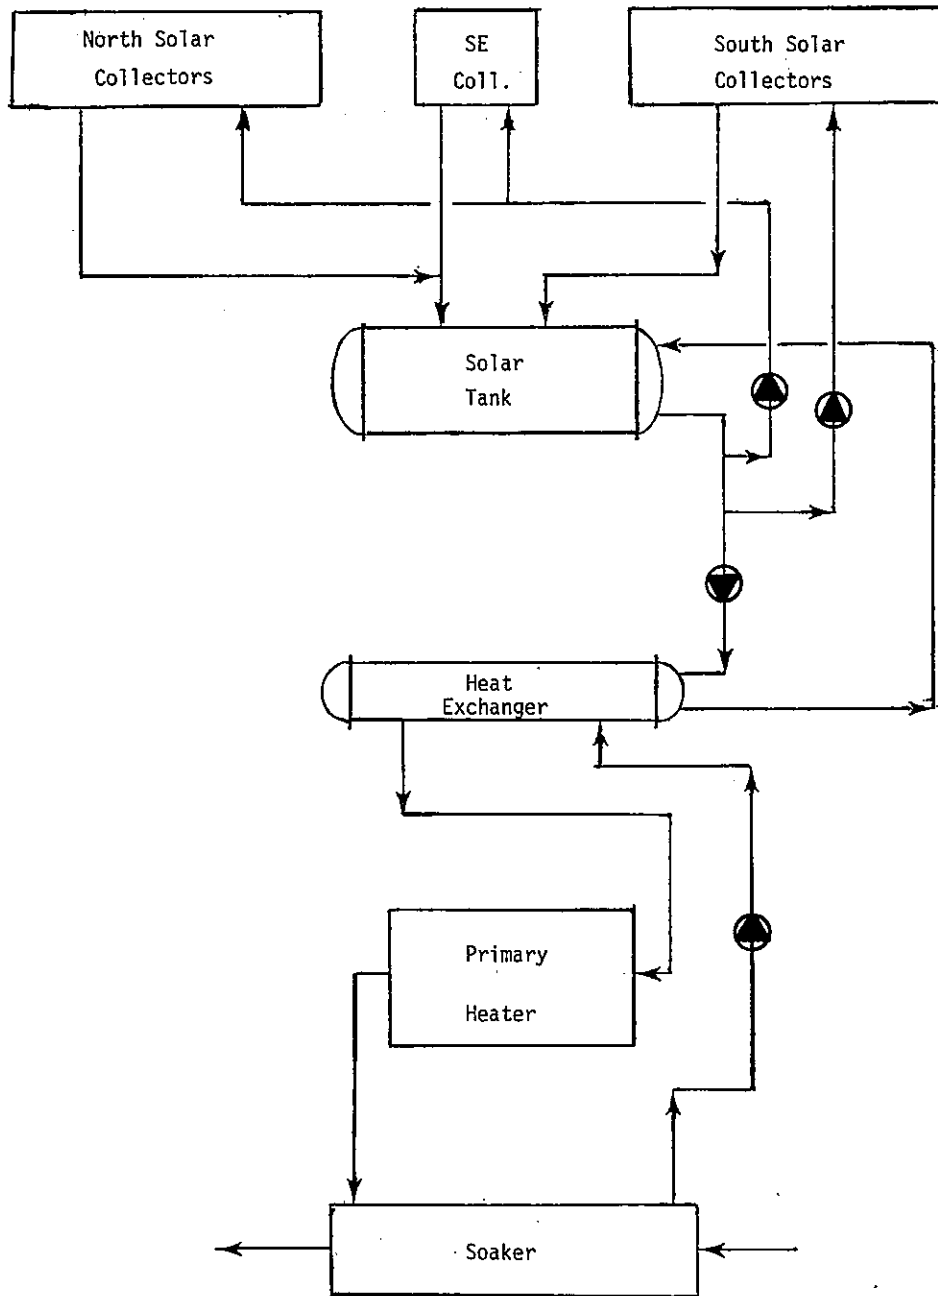 North Solar
Collectors
SE
Coll.
South Solar
Collectors
Solar
Tank
Heat
Exchanger
Primary
Heater
Soaker